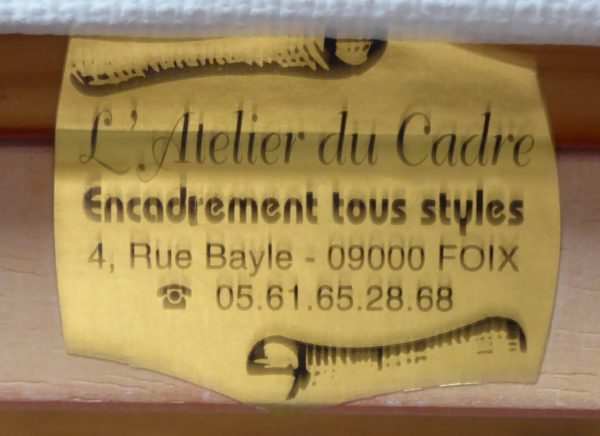 L'Atelier du Cadre
Encadrement tous styles
4, Rue Bayle - 09000 FOIX
☎ 05.61.65.28.68